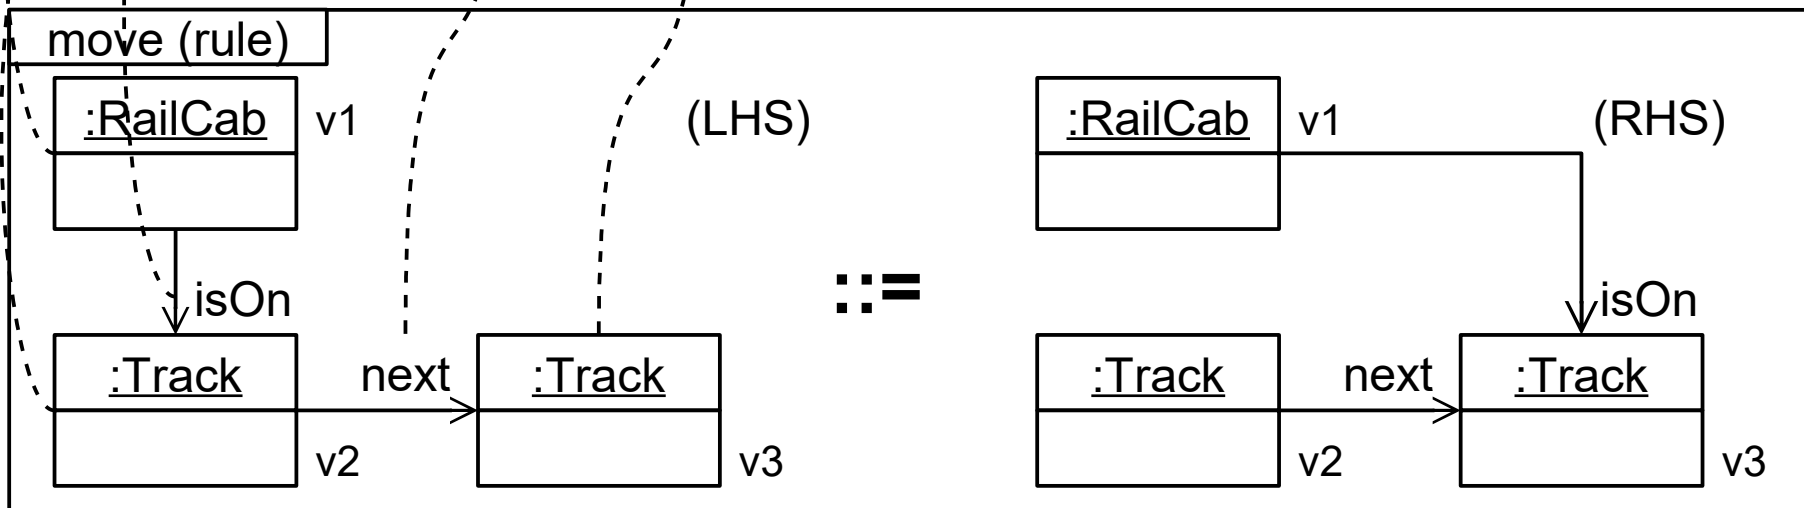 move (rule)
:RailCab v1 (LHS) :RailCab v1 (RHS)
isOn ::= isOn
:Track next :Track :Track next :Track
v2 v3 v2 v3